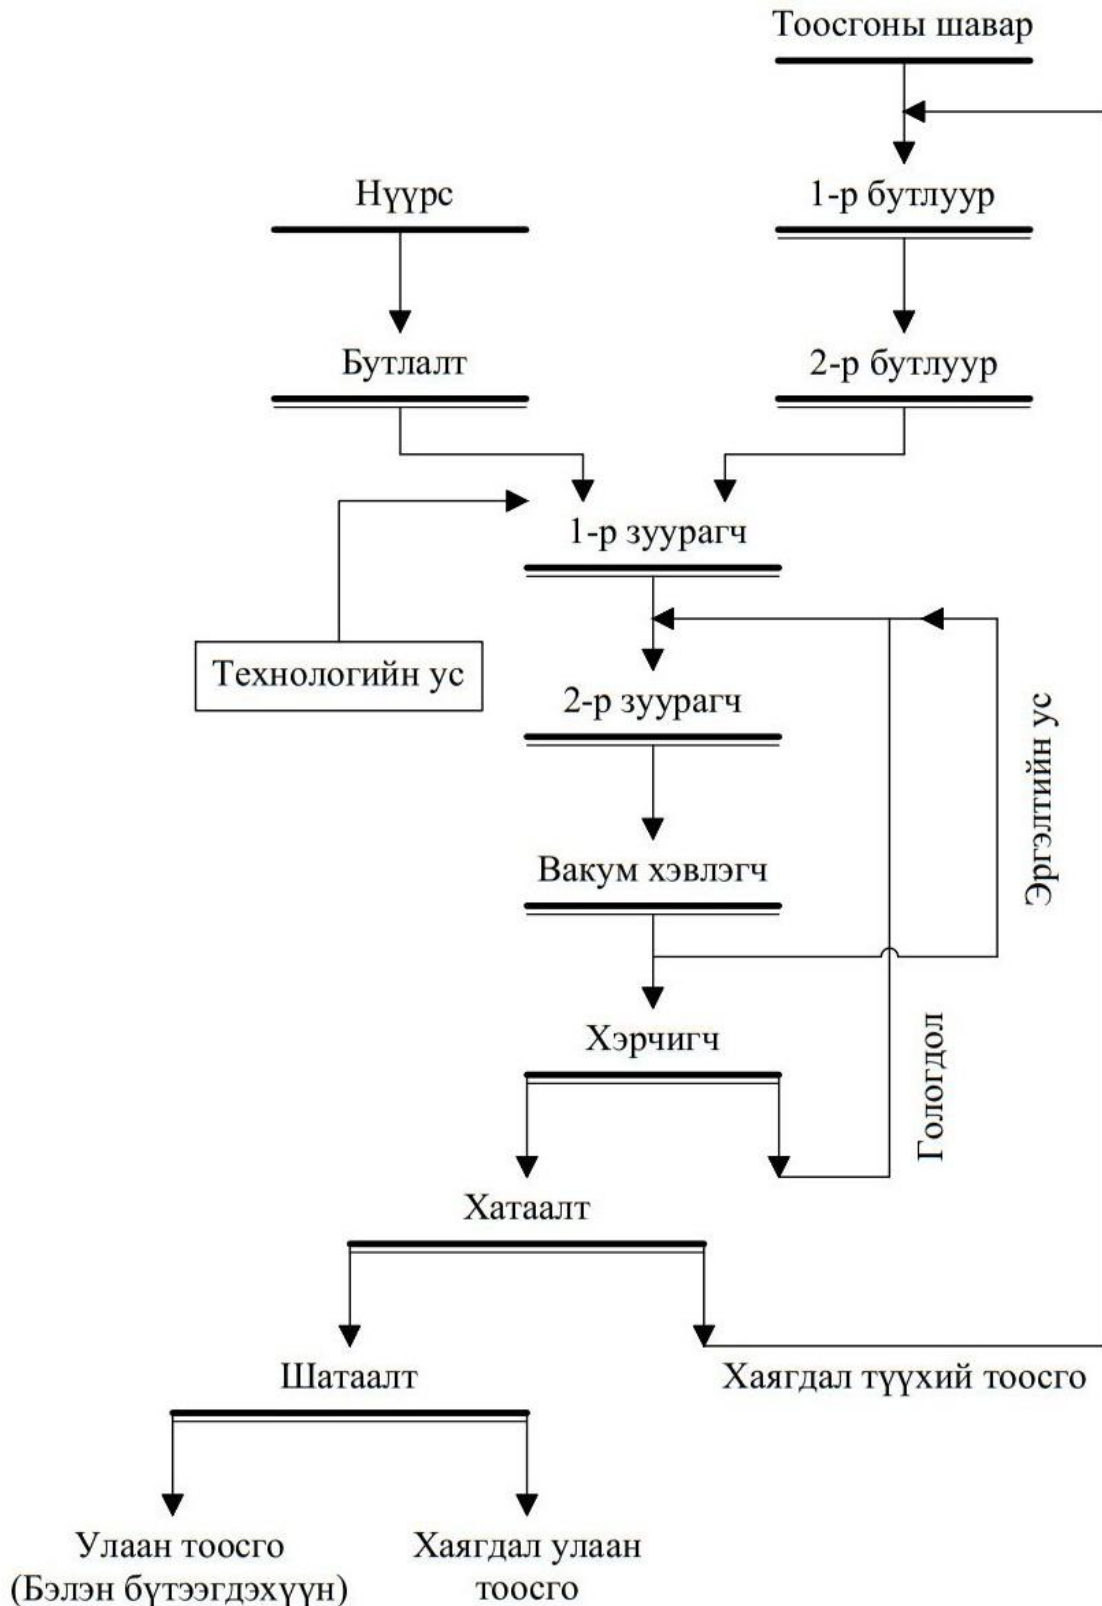 Тоосгоны шавар
Нүүрс
1-р бутлуур
Бутлалт
2-р бутлуур
1-р зуурагч
Технологийн ус
2-р зуурагч
Эргэлтийн ус
Вакум хэвлэгч
Хэрчигч
Гологдол
Хатаалт
Шатаалт
Хаягдал түүхий тоосго
Улаан тоосго
(Бэлэн бүтээгдэхүүн)
Хаягдал улаан
тоосго